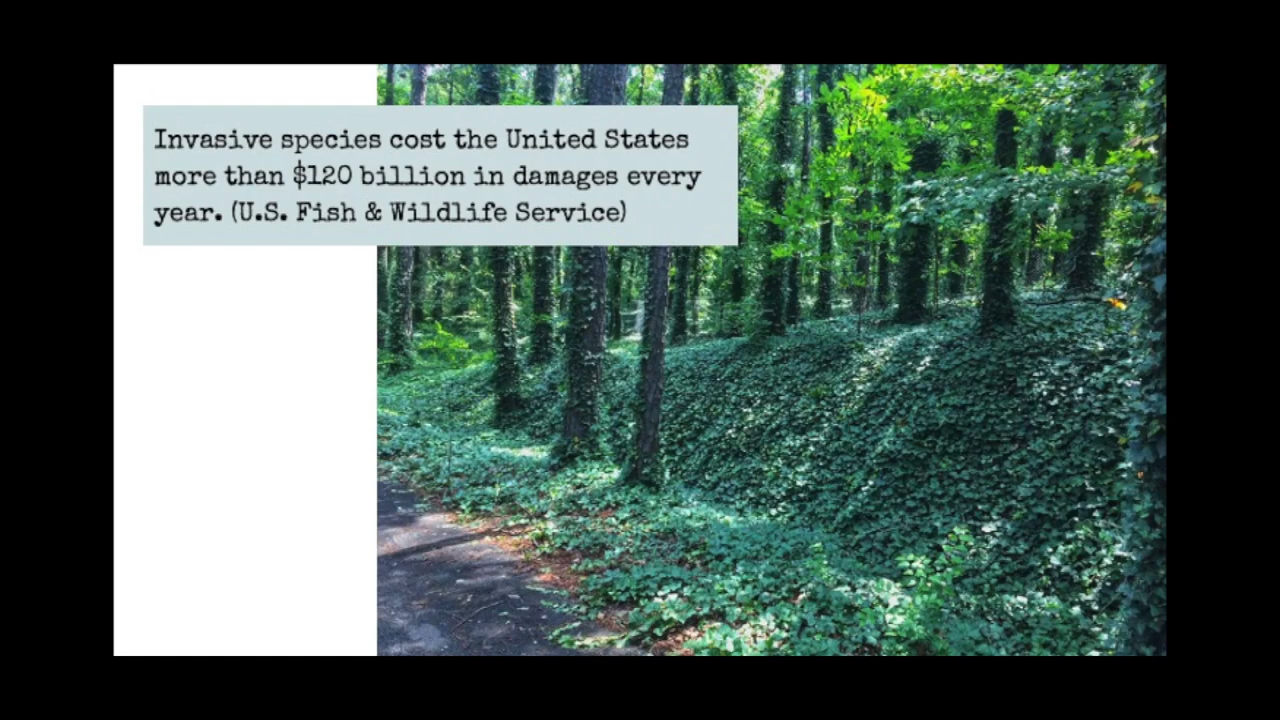 Invasive species cost the United States
more than $120 billion in damages every
year. (U.S. Fish & Wildlife Service)